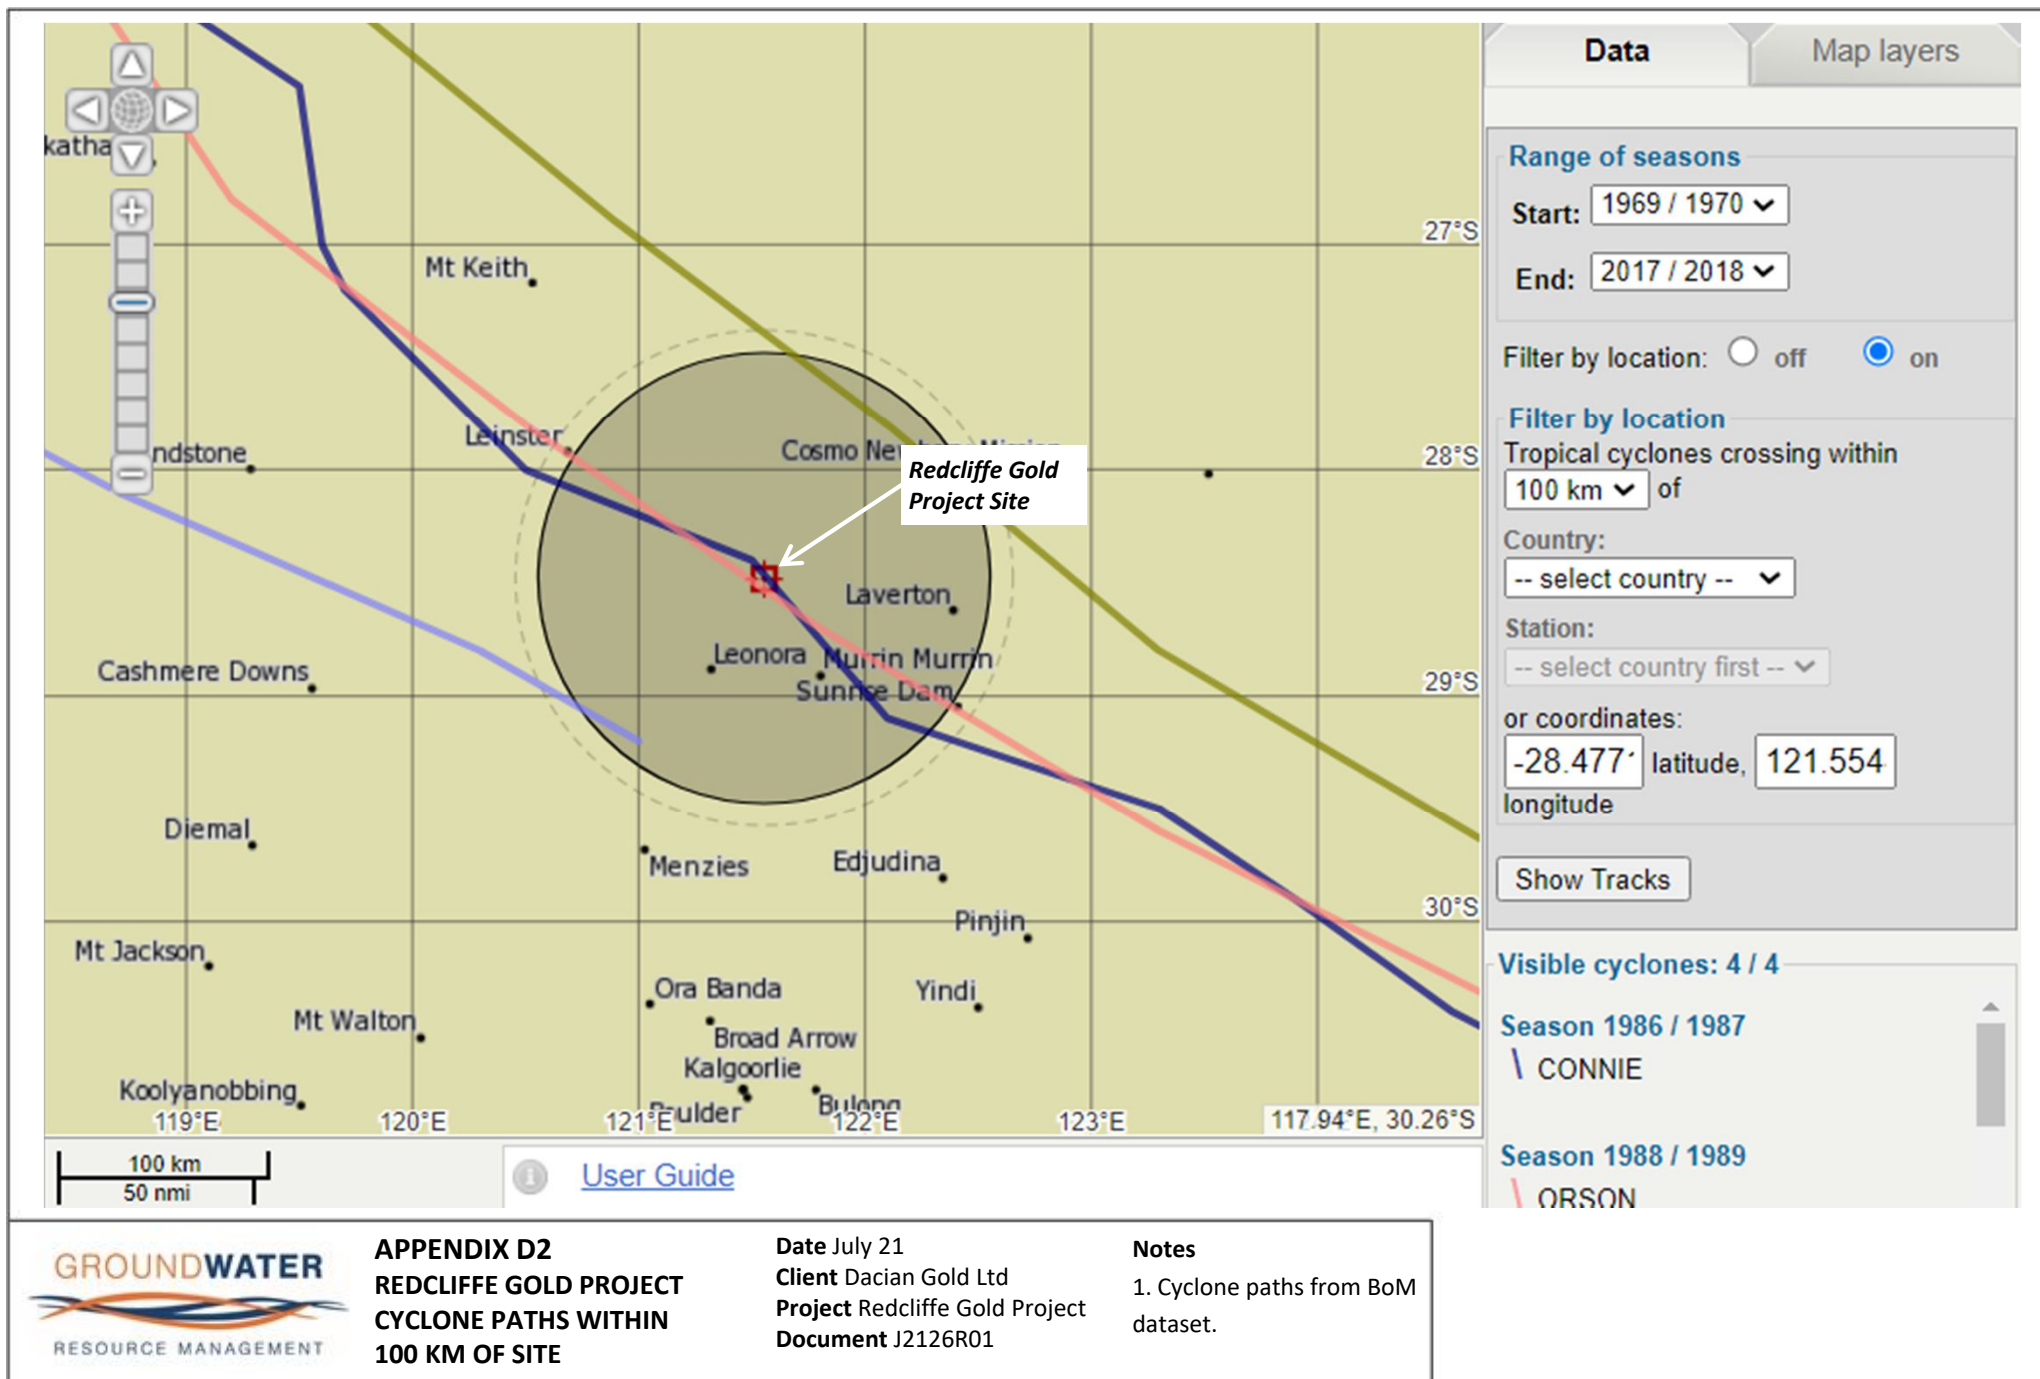 Data
Map layers
katha
Range of seasons
Start: 1969 / 1970
27°S
Mt Keith
End: 2017 / 2018
Filter by location: off on
Filter by location
Leinster
ndstone
Cosmo Ne
28°S
Tropical cyclones crossing within
100 km of
Redcliffe Gold
Project Site
Country:
-- select country --
Laverton
Station:
-- select country first --
Leonora
Murrin Murrin
Cashmere Downs
Sunrise Dam
29°S
or coordinates:
-28.477 latitude, 121.554
longitude
Diemal
Menzies
Edjudina
Show Tracks
30°S
Pinjin
Mt Jackson
Visible cyclones: 4 / 4
Ora Banda
Yindi
Mt Walton
Broad Arrow
Season 1986 / 1987
CONNIE
Kalgoorlie
Koolyanobbing
Bulong
119°E
120°E
121°E
122°E
123°E
117.94°E, 30.26°S
100 km
50 nmi
User Guide
Season 1988 / 1989
ORSON
GROUNDWATER
RESOURCE MANAGEMENT
APPENDIX D2
REDCLIFFE GOLD PROJECT
CYCLONE PATHS WITHIN
100 KM OF SITE
Date July 21
Client Dacian Gold Ltd
Project Redcliffe Gold Project
Document J2126R01
Notes
1. Cyclone paths from BoM
dataset.